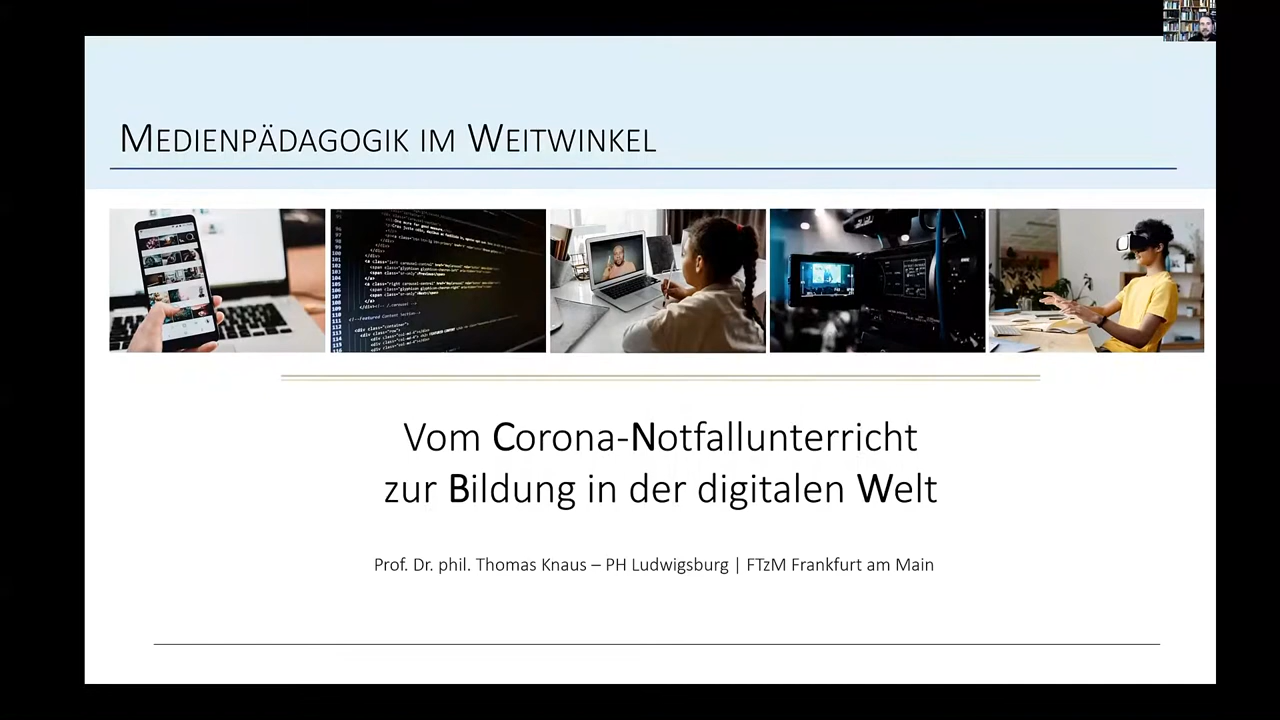 MEDIENPÄDAGOGIK IM WEITWINKEL
Vom Corona-Notfallunterricht
zur Bildung in der digitalen Welt
Prof. Dr. phil. Thomas Knaus – PH Ludwigsburg | FTzM Frankfurt am Main